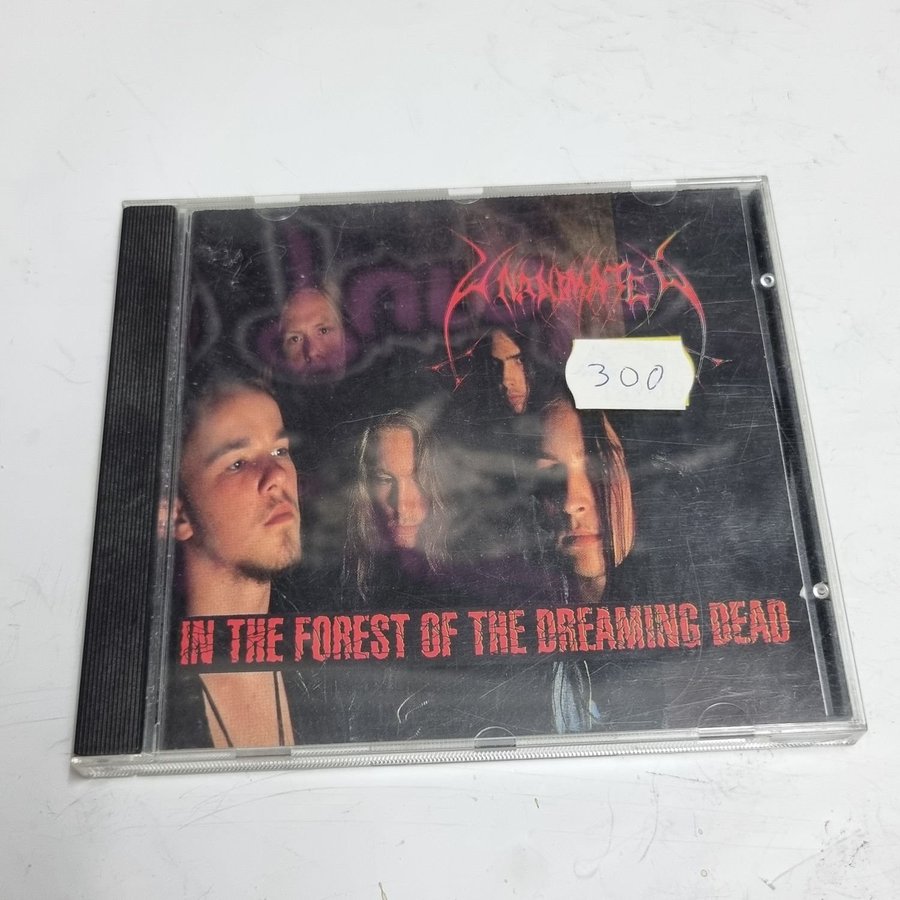 UNANIMATED
300
IN THE FOREST OF THE DREAMING DEAD